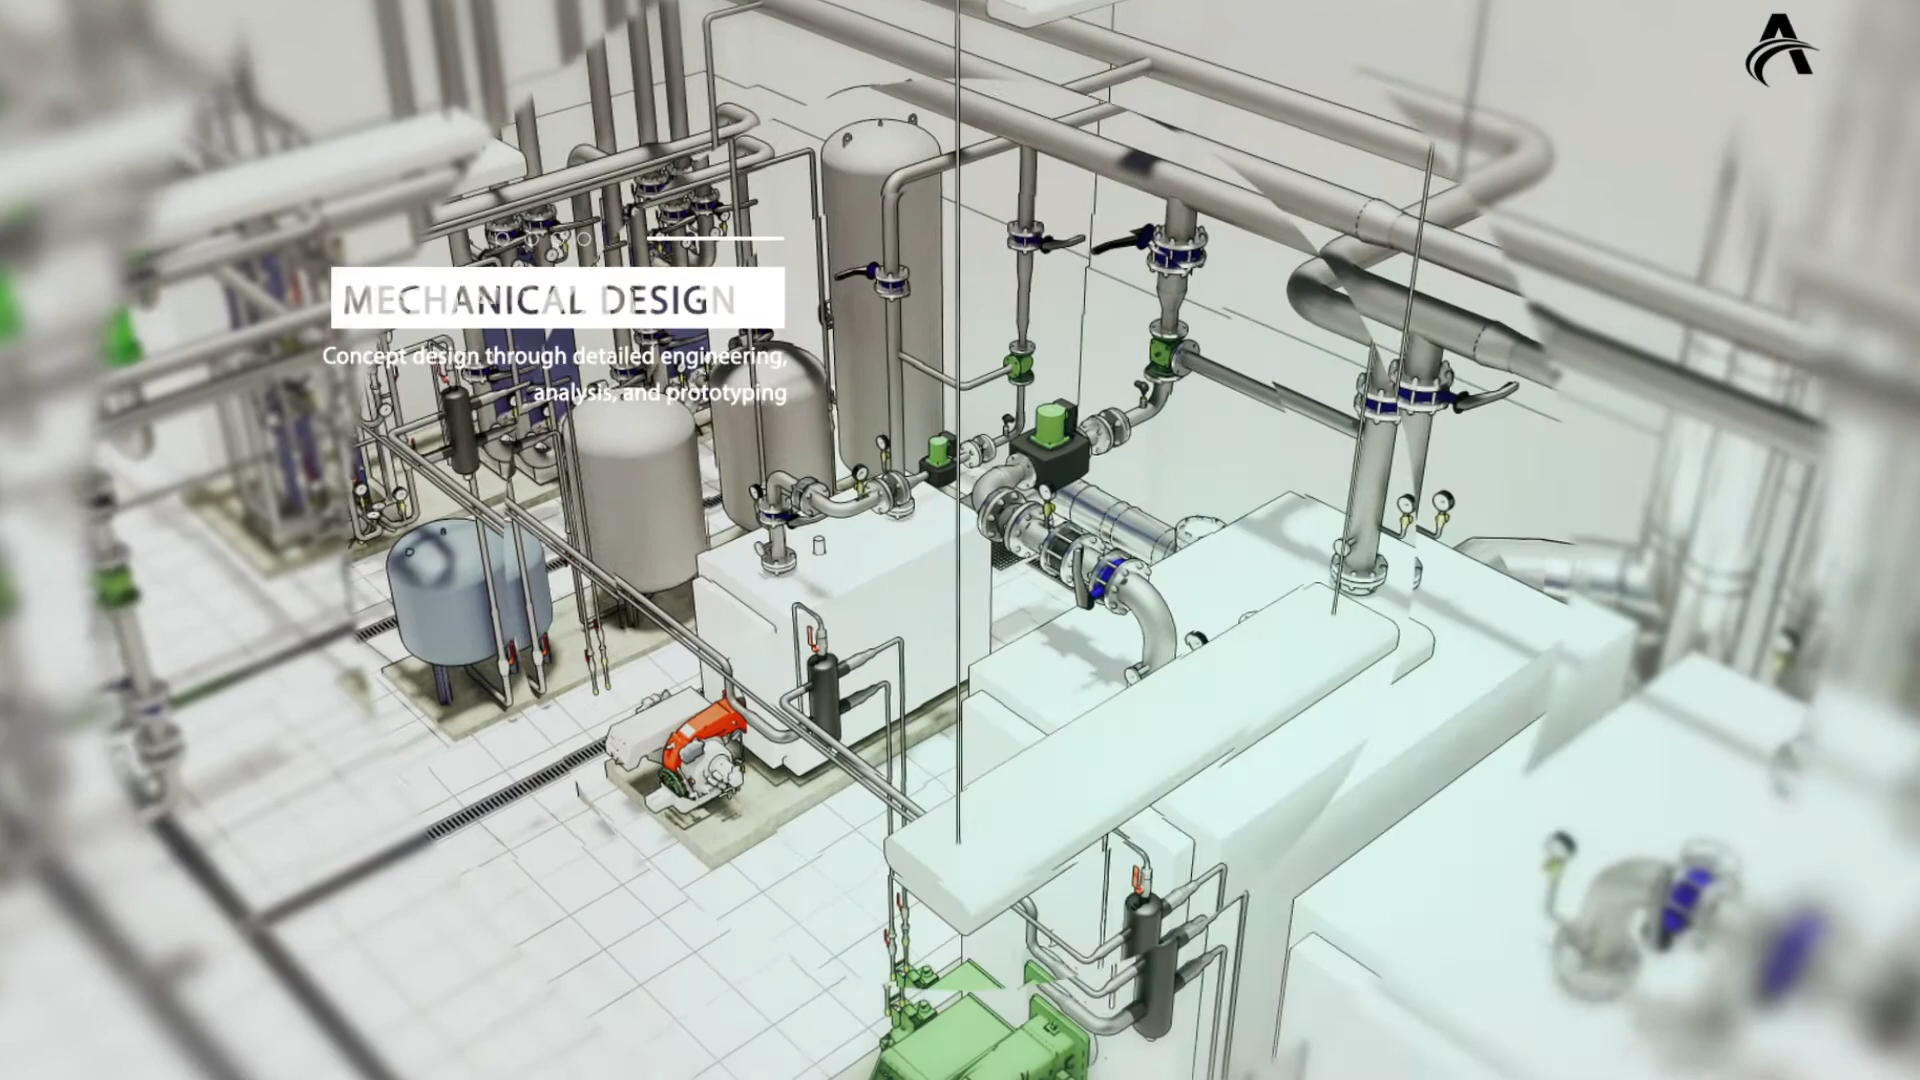 MECHANICAL DESIGN
Concept design through detailed engineering,
analysis, and prototyping